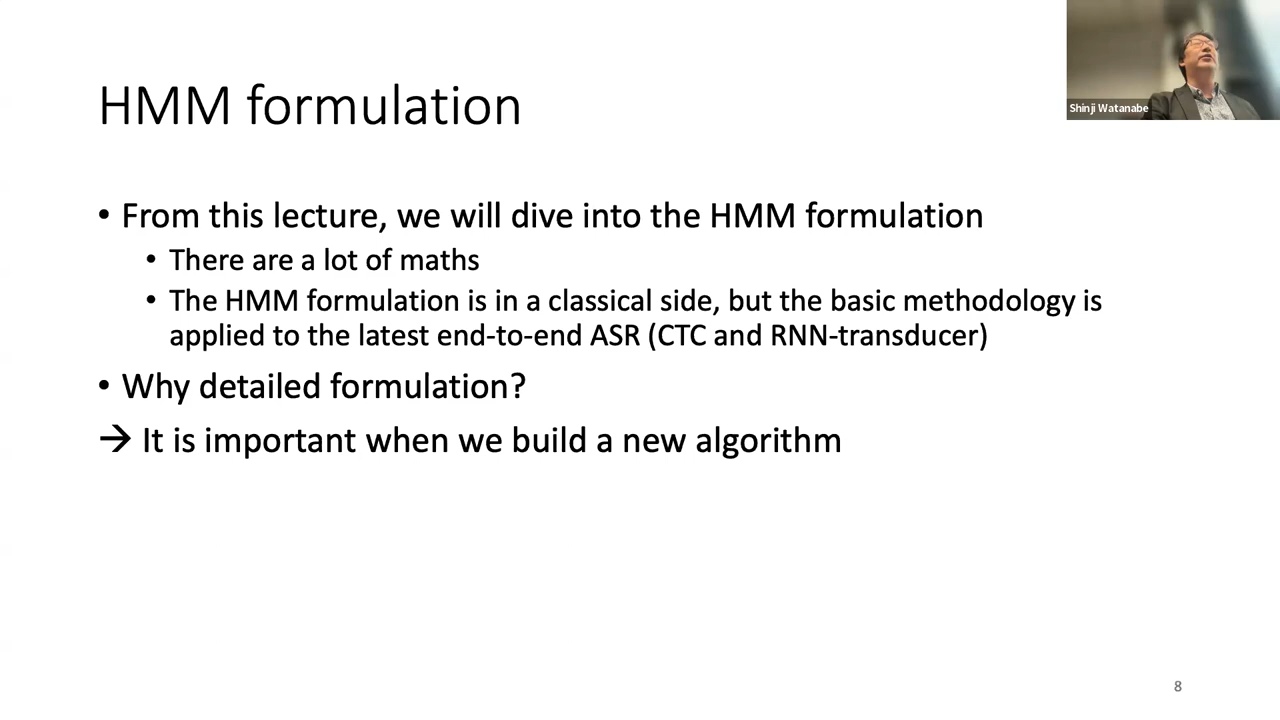 HMM formulation
Shinji Watanabe
• From this lecture, we will dive into the HMM formulation
• There are a lot of maths
• The HMM formulation is in a classical side, but the basic methodology is
applied to the latest end-to-end ASR (CTC and RNN-transducer)
• Why detailed formulation?
→ It is important when we build a new algorithm
8